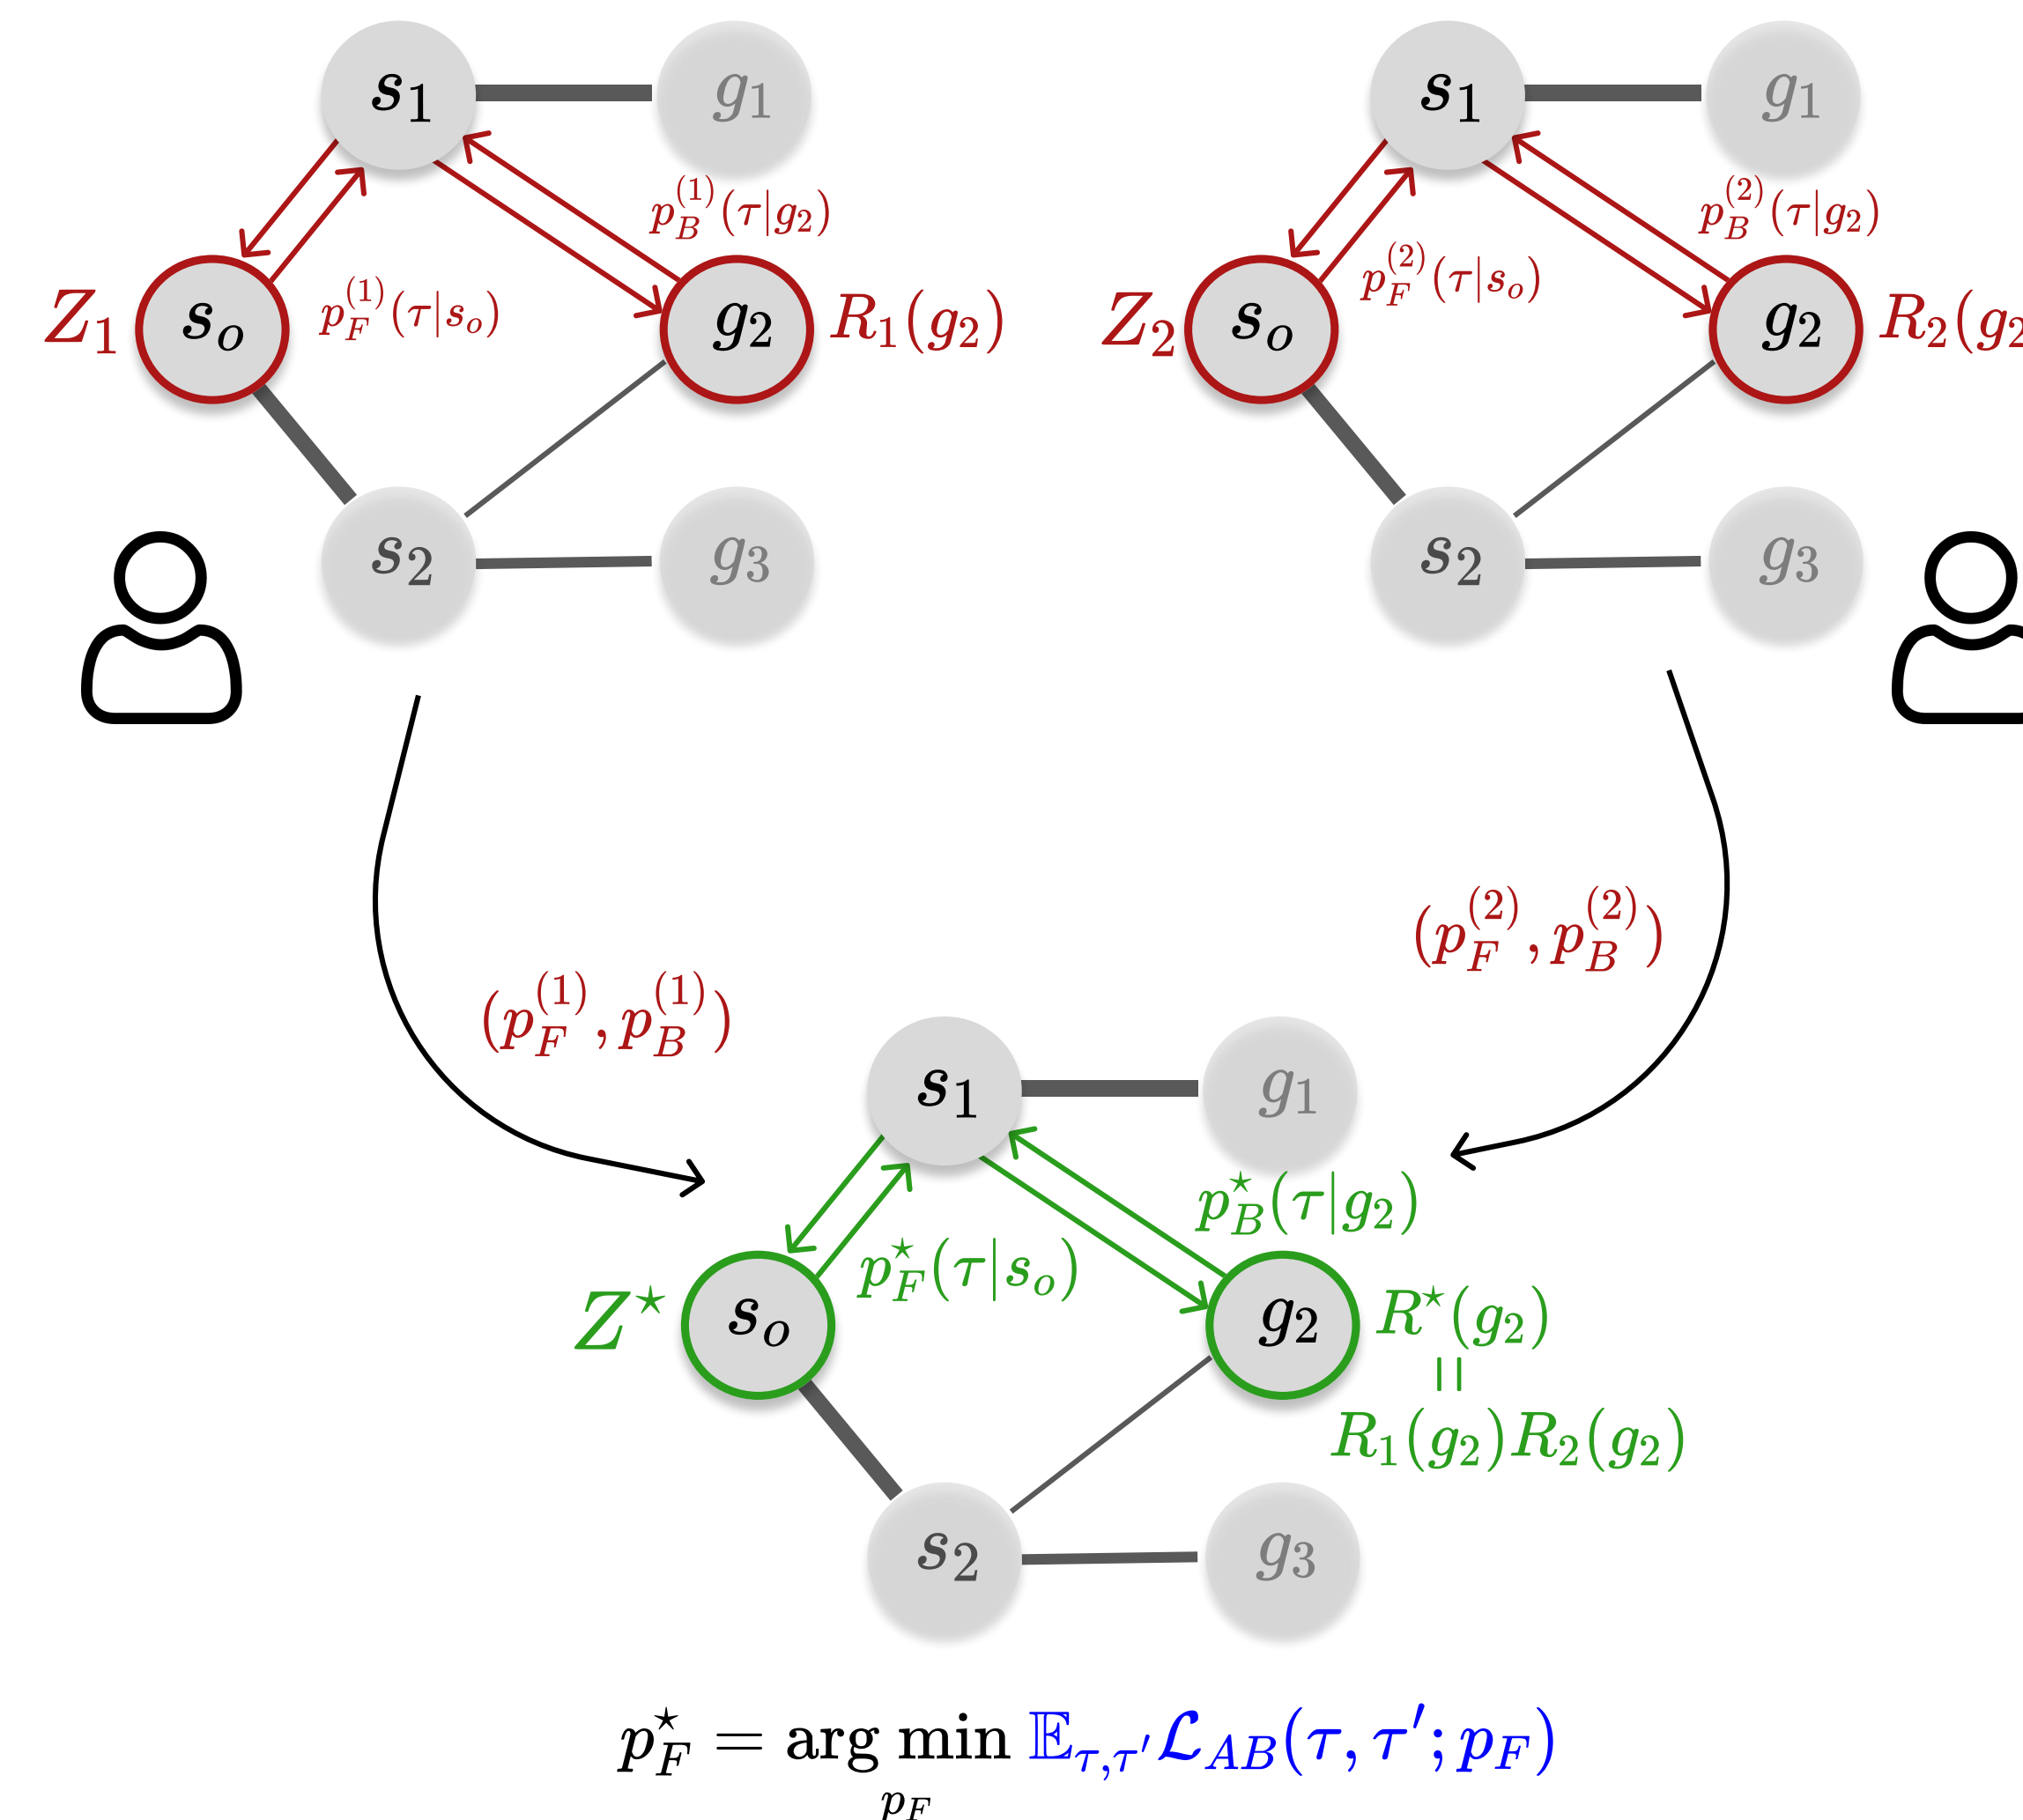 s₁ g₁
p_B^{(1)}(τ|g₂)
Z₁ s_o p_F^{(1)}(τ|s_o) g₂ R₁(g₂)
s₂ g₃
s₁ g₁
p_B^{(2)}(τ|g₂)
p_F^{(2)}(τ|s_o)
Z₂ s_o g₂ R₂(g₂
s₂ g₃
(p_F^{(2)}, p_B^{(2)})
(p_F^{(1)}, p_B^{(1)})
s₁ g₁
p_B^⋆(τ|g₂)
p_F^⋆(τ|s_o)
Z^⋆ s_o g₂ R^⋆(g₂)
=
R₁(g₂)R₂(g₂)
s₂ g₃
p_F^⋆ = arg min 𝔼_{τ,τ′} ℒ_{AB}(τ, τ′; p_F)
p_F